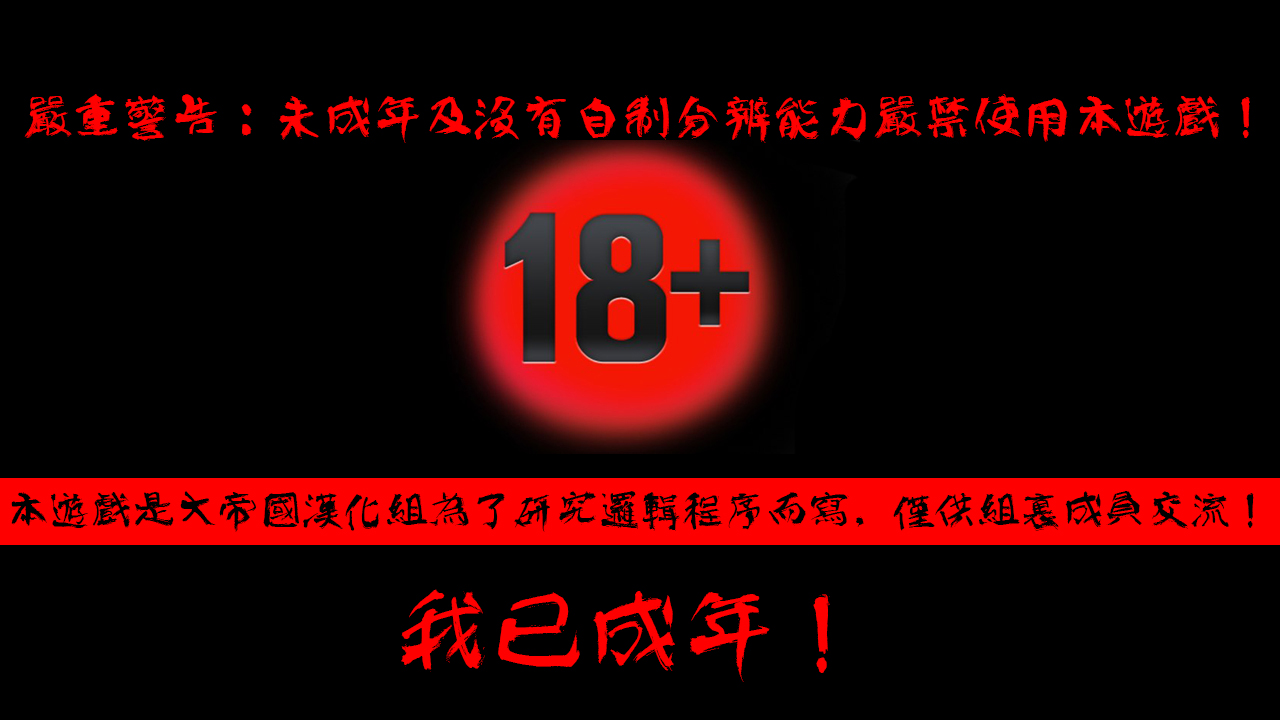 嚴重警告：未成年及沒有自制分辨能力嚴禁使用本遊戲！
18+
本遊戲是大帝國漢化組為了研究邏輯程序而寫，僅供組裏成員交流！
我已成年！